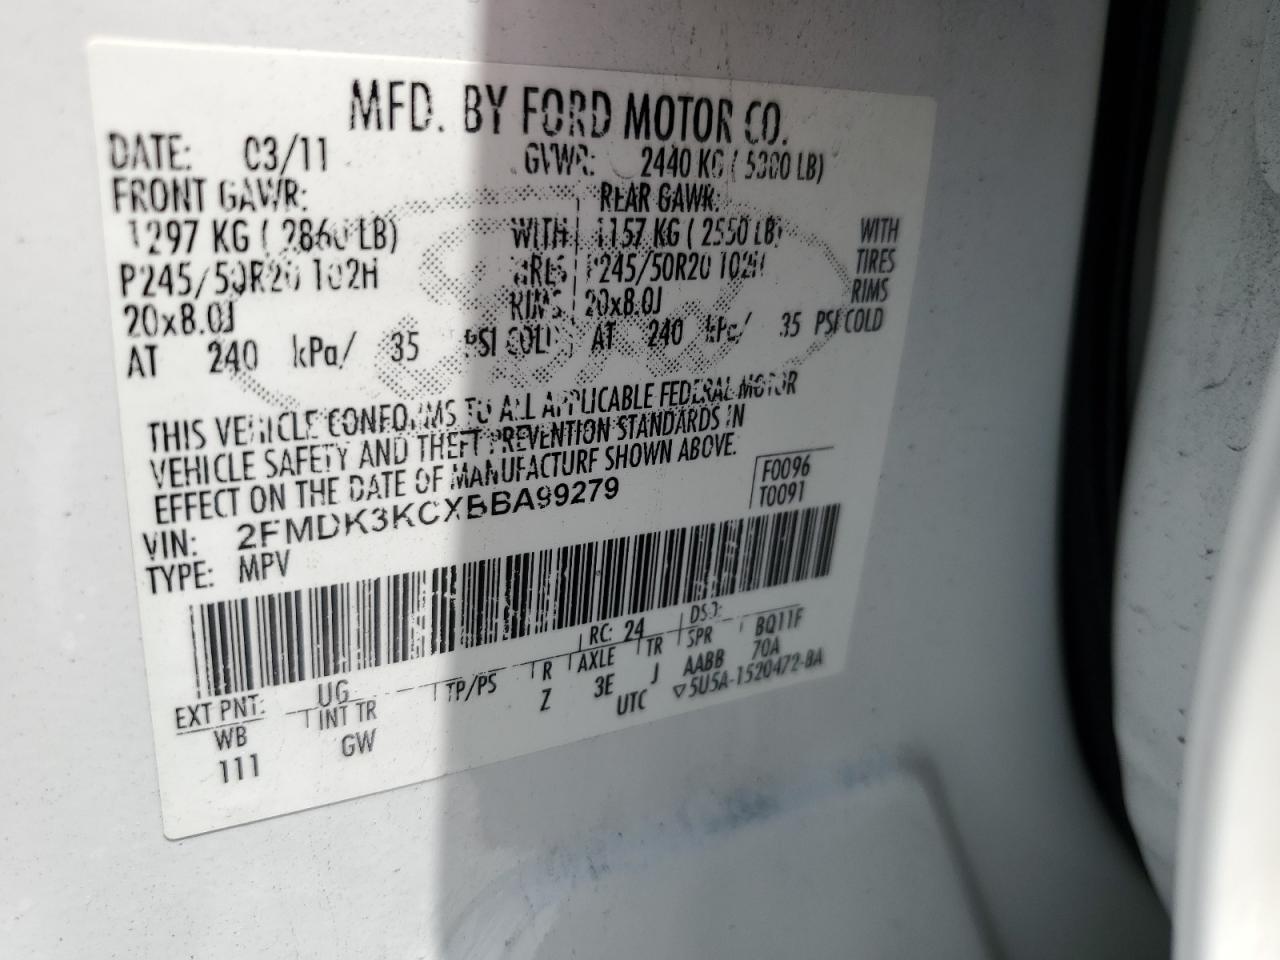 MFD. BY FORD MOTOR CO.
DATE: 03/11 GVWR: 2440 KG ( 5380 LB)
FRONT GAWR: REAR GAWR:
1297 KG ( 2860 LB) WITH 1157 KG ( 2550 LB) WITH
P245/50R20 102H TIRES P245/50R20 102H TIRES
20x8.0J RIMS 20x8.0J RIMS
AT 240 kPa/ 35 PSI COLD AT 240 kPa/ 35 PSI COLD
THIS VEHICLE CONFORMS TO ALL APPLICABLE FEDERAL MOTOR
VEHICLE SAFETY AND THEFT PREVENTION STANDARDS IN
EFFECT ON THE DATE OF MANUFACTURE SHOWN ABOVE.
F0096
T0091
VIN: 2FMDK3KCXBBA99279
TYPE: MPV
EXT PNT: UG RC: 24 DSO:
WB INT TR TP/PS R AXLE TR SPR BQ11F
111 GW Z 3E J AABB 70A
UTC ▽5U5A-1520472-BA